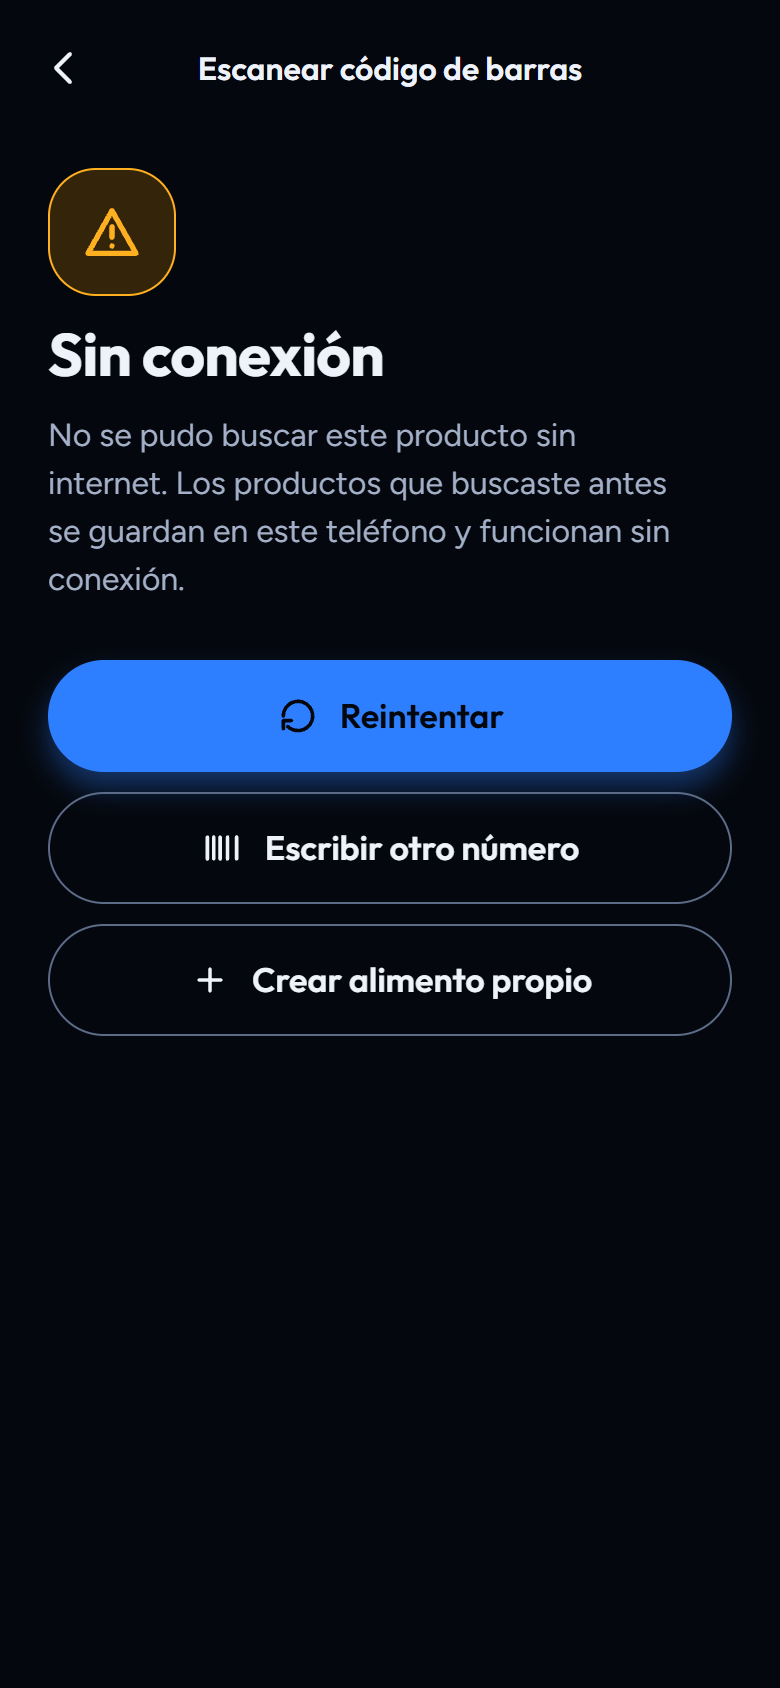 Escanear código de barras
Sin conexión
No se pudo buscar este producto sin
internet. Los productos que buscaste antes
se guardan en este teléfono y funcionan sin
conexión.
Reintentar
Escribir otro número
Crear alimento propio